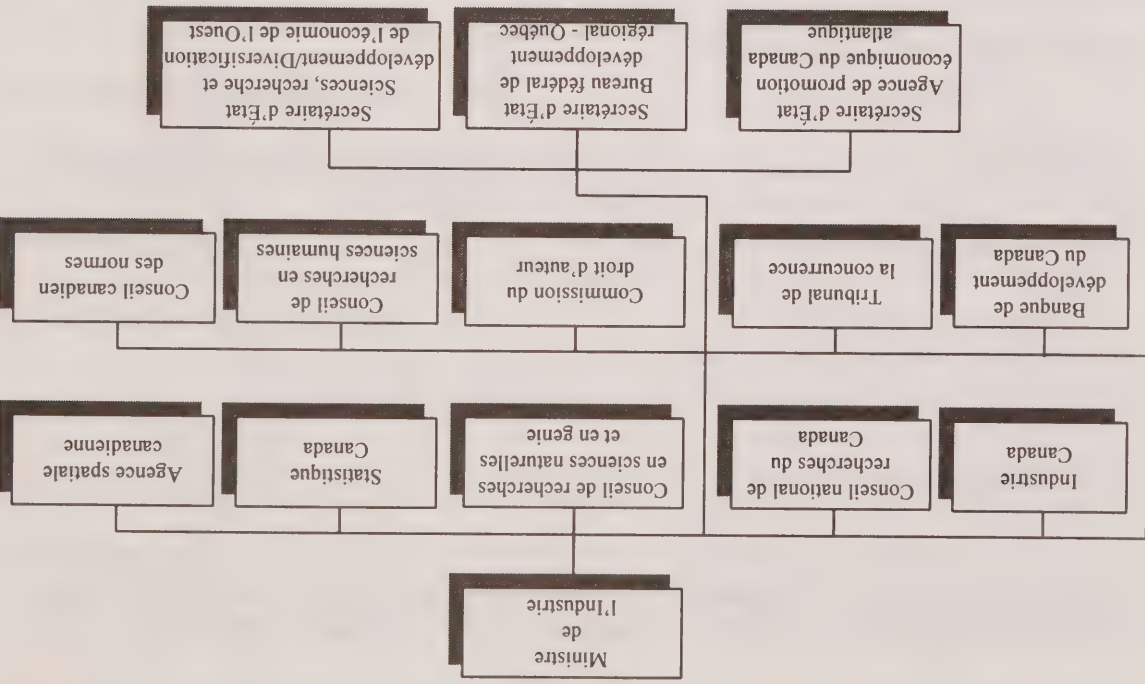 Ministre
de
l'Industrie
Agence spatiale
canadienne
Statistique
Canada
Conseil de recherches
en sciences naturelles
et en genie
Conseil national de
recherches du
Canada
Industrie
Canada
Conseil canadien
des normes
Conseil de
recherches en
sciences humaines
Commission du
droit d'auteur
Tribunal de
la concurrence
Banque de
développement
du Canada
Secrétaire d'État
Sciences, recherche et
développement/Diversification
de l'économie de l'Ouest
Secrétaire d'État
Bureau fédéral de
développement
régional - Québec
Secrétaire d'État
Agence de promotion
économique du Canada
atlantique